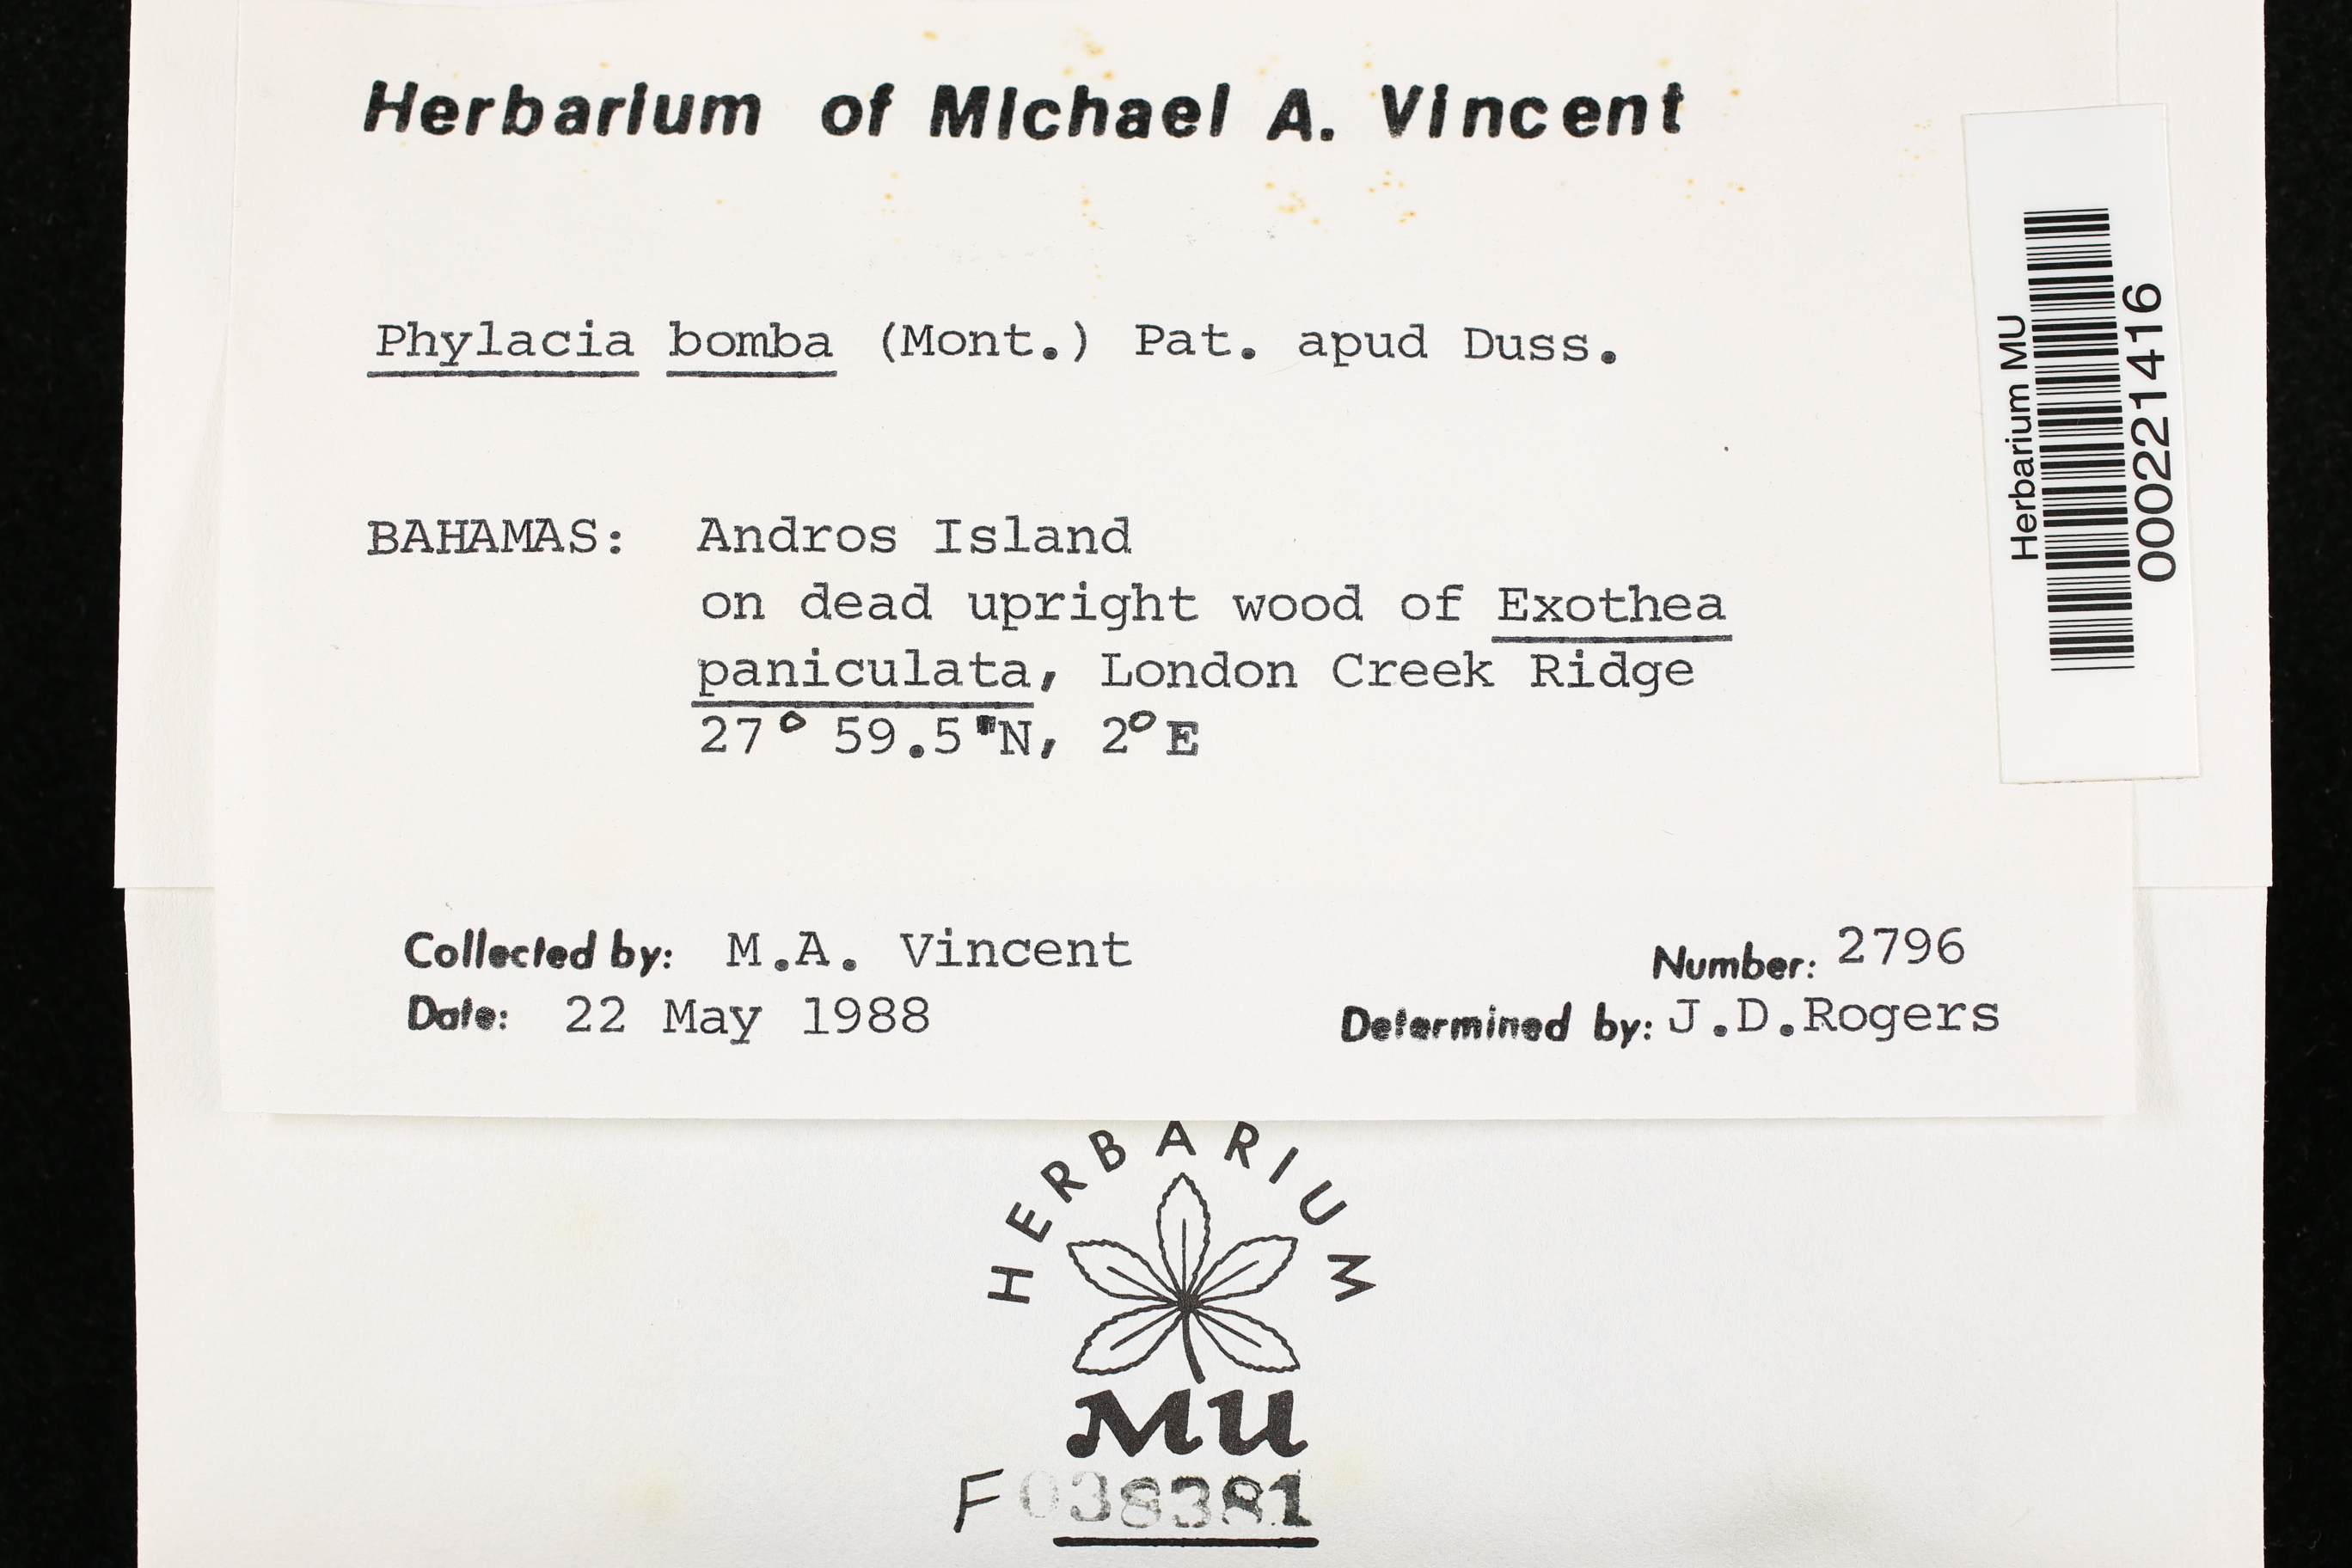 Herbarium of Michael A. Vincent
Phylacia bomba (Mont.) Pat. apud Duss.
BAHAMAS: Andros Island
on dead upright wood of Exothea
paniculata, London Creek Ridge
27° 59.5'N, 2°E
Collected by: M.A. Vincent
Number: 2796
Date: 22 May 1988
Determined by: J.D.Rogers
Herbarium MU
000221416
HERBARIUM
MU
F038381